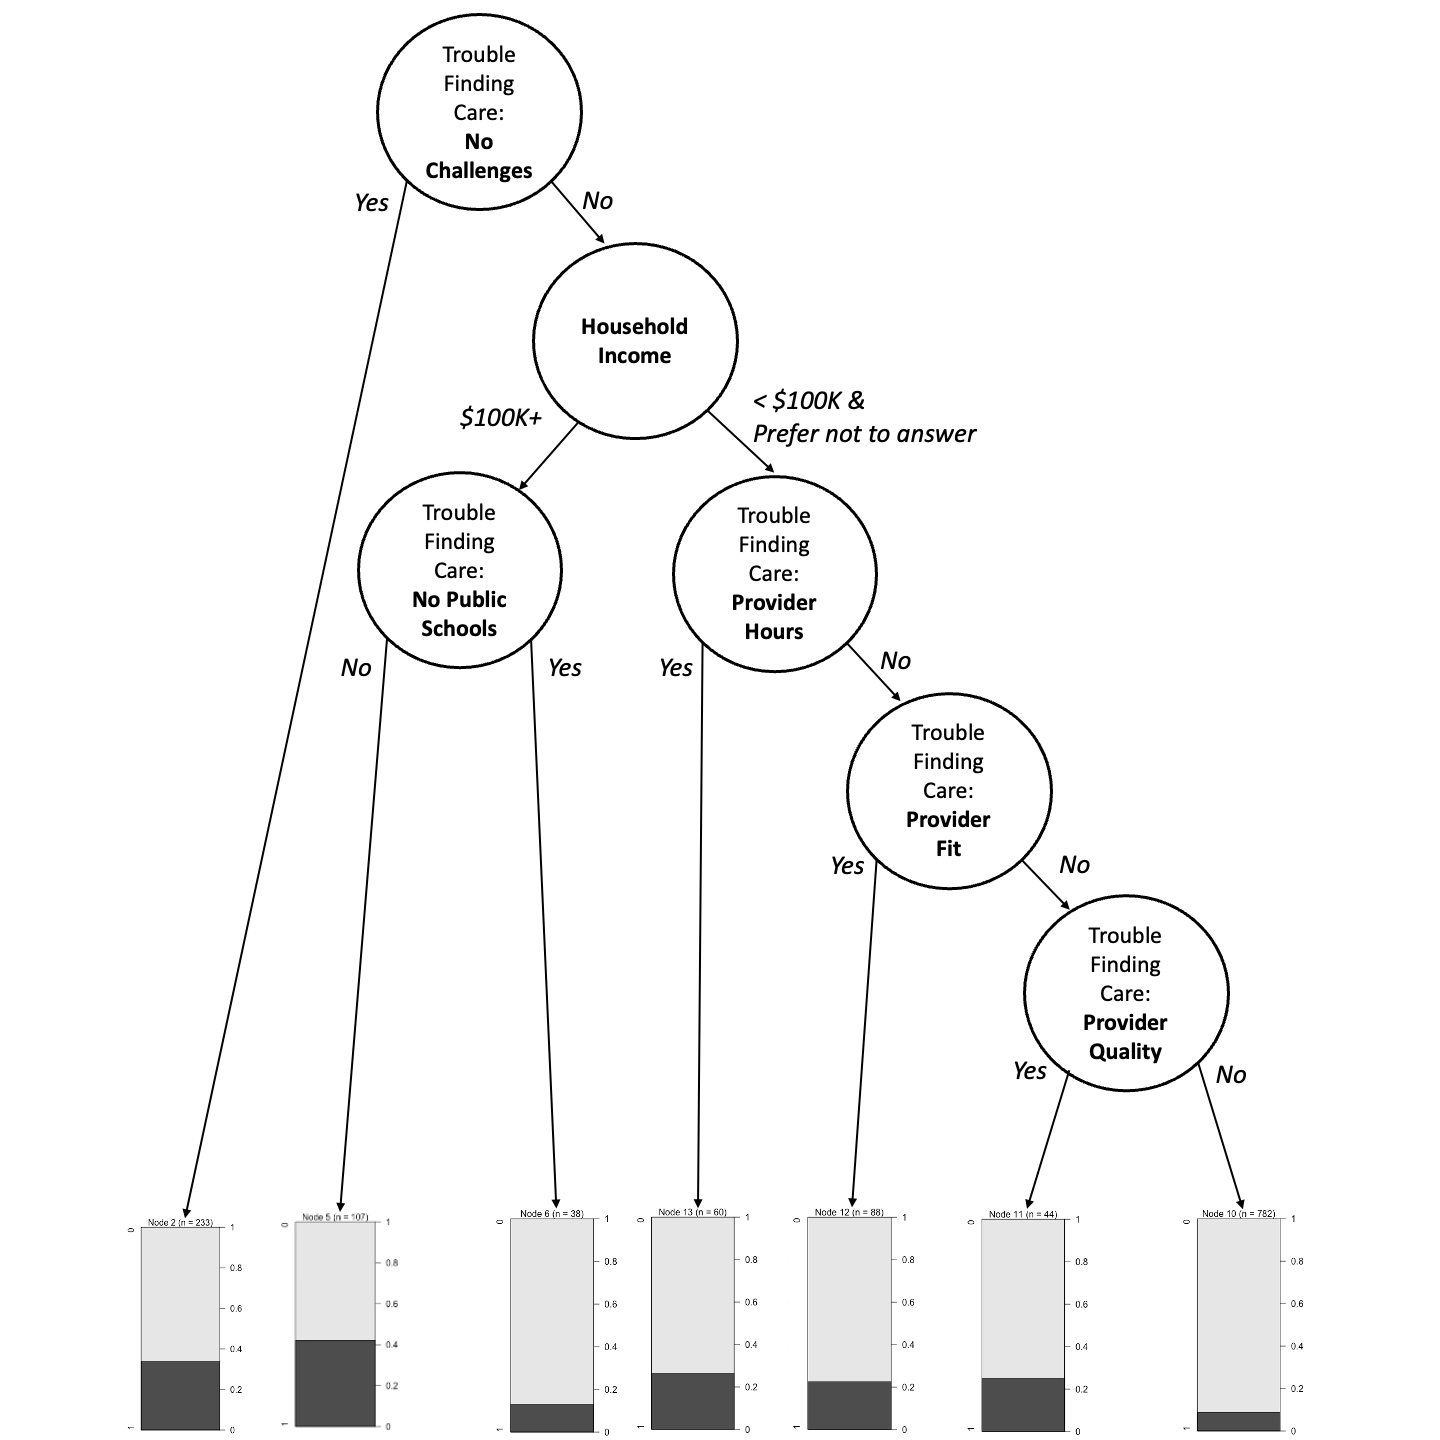 Trouble
Finding
Care:
No
Challenges
Yes
No
Household
Income
$100K+
< $100K &
Prefer not to answer
Trouble
Finding
Care:
No Public
Schools
Trouble
Finding
Care:
Provider
Hours
No
Yes
Yes
No
Trouble
Finding
Care:
Provider
Fit
Yes
No
Trouble
Finding
Care:
Provider
Quality
Yes
No
Node 2 (n = 233)
0
1
1
0.8
0.6
0.4
0.2
0
Node 5 (n = 107)
0
1
1
0.8
0.6
0.4
0.2
0
Node 6 (n = 38)
0
1
1
0.8
0.6
0.4
0.2
0
Node 13 (n = 60)
0
1
1
0.8
0.6
0.4
0.2
0
Node 12 (n = 88)
0
1
1
0.8
0.6
0.4
0.2
0
Node 11 (n = 44)
0
1
1
0.8
0.6
0.4
0.2
0
Node 10 (n = 782)
0
1
1
0.8
0.6
0.4
0.2
0